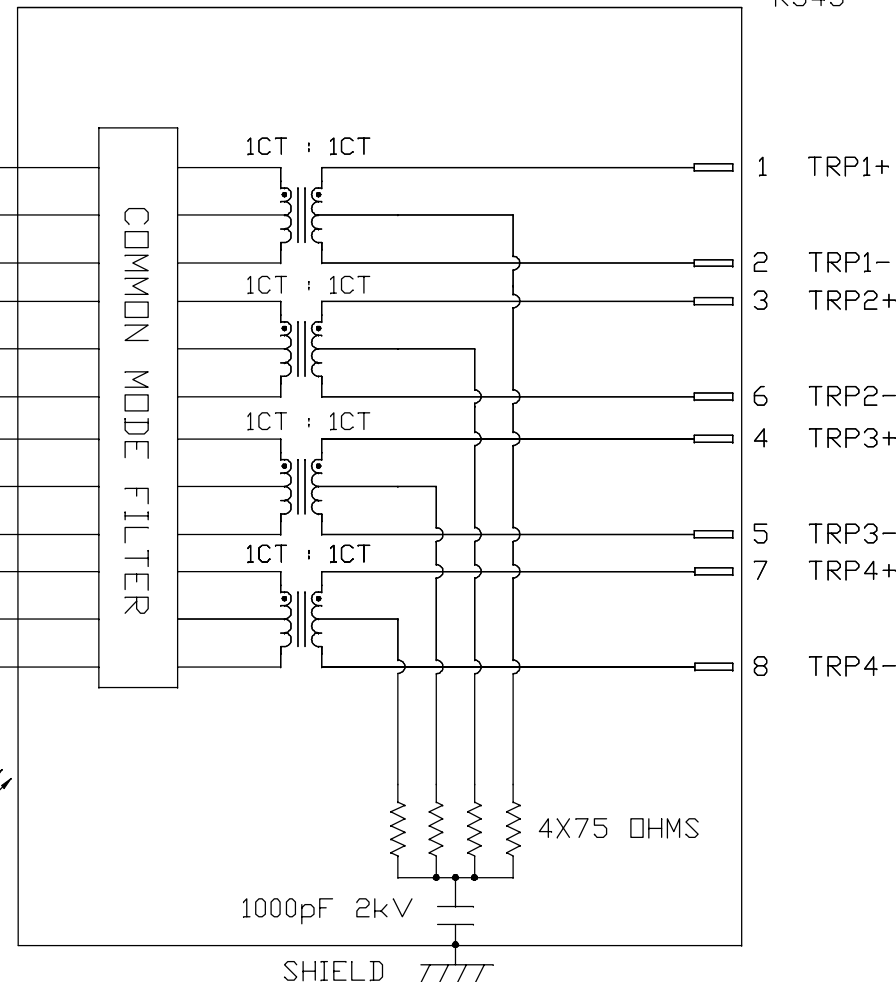 1CT : 1CT
1 TRP1+
2 TRP1-
1CT : 1CT
3 TRP2+
6 TRP2-
1CT : 1CT
4 TRP3+
5 TRP3-
1CT : 1CT
7 TRP4+
8 TRP4-
COMMON MODE FILTER
4X75 OHMS
1000pF 2kV
SHIELD